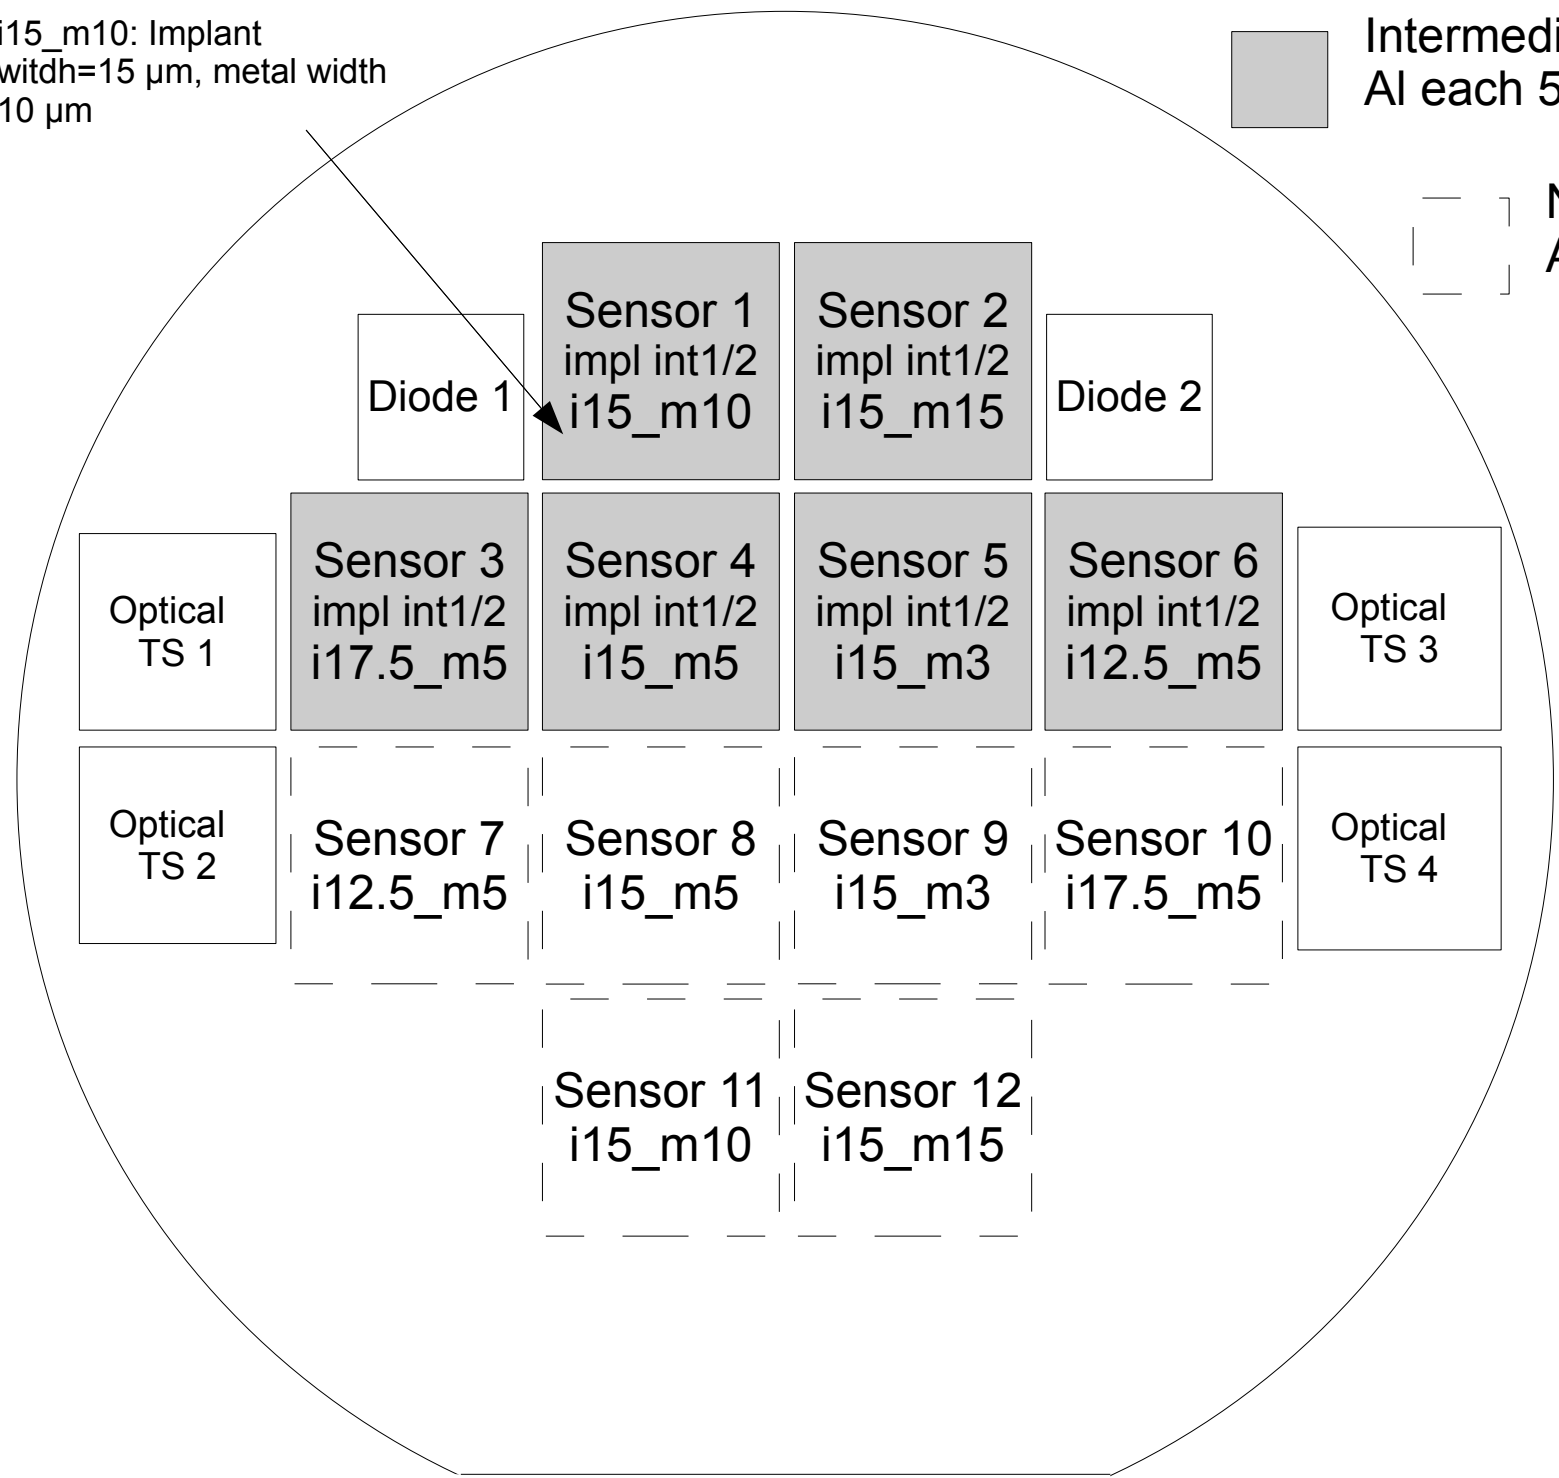 i15_m10: Implant
witdh=15 µm, metal width
10 µm
Intermedi
Al each 5
N
A
Sensor 1
impl int1/2
i15_m10
Sensor 2
impl int1/2
i15_m15
Diode 1
Diode 2
Optical
TS 1
Sensor 3
impl int1/2
i17.5_m5
Sensor 4
impl int1/2
i15_m5
Sensor 5
impl int1/2
i15_m3
Sensor 6
impl int1/2
i12.5_m5
Optical
TS 3
Optical
TS 2
Sensor 7
i12.5_m5
Sensor 8
i15_m5
Sensor 9
i15_m3
Sensor 10
i17.5_m5
Optical
TS 4
Sensor 11
i15_m10
Sensor 12
i15_m15